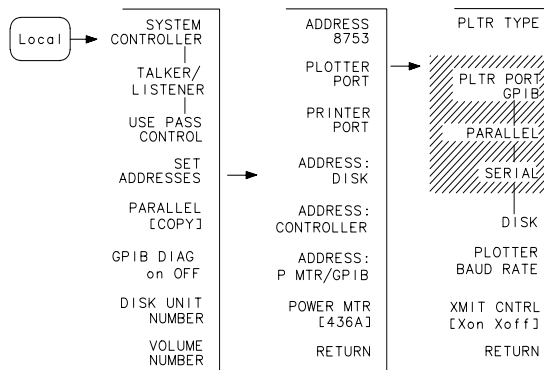 Local
SYSTEM
CONTROLLER
TALKER/
LISTENER
USE PASS
CONTROL
SET
ADDRESSES
PARALLEL
[COPY]
GPIB DIAG
on OFF
DISK UNIT
NUMBER
VOLUME
NUMBER
ADDRESS
8753
PLOTTER
PORT
PRINTER
PORT
ADDRESS:
DISK
ADDRESS:
CONTROLLER
ADDRESS:
P MTR/GPIB
POWER MTR
[436A]
RETURN
PLTR TYPE
PLTR PORT
GPIB
PARALLEL
SERIAL
DISK
PLOTTER
BAUD RATE
XMIT CNTRL
[Xon Xoff]
RETURN